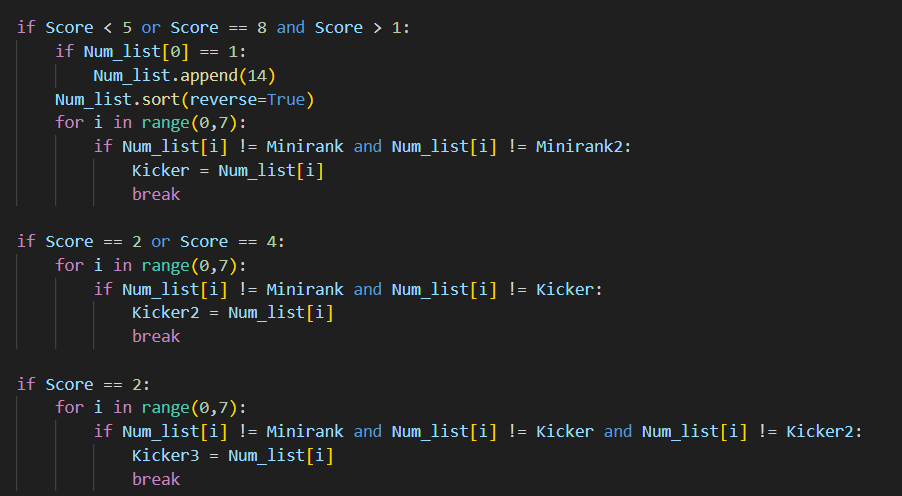 if Score < 5 or Score == 8 and Score > 1:
    if Num_list[0] == 1:
        Num_list.append(14)
    Num_list.sort(reverse=True)
    for i in range(0,7):
        if Num_list[i] != Minirank and Num_list[i] != Minirank2:
            Kicker = Num_list[i]
            break

if Score == 2 or Score == 4:
    for i in range(0,7):
        if Num_list[i] != Minirank and Num_list[i] != Kicker:
            Kicker2 = Num_list[i]
            break

if Score == 2:
    for i in range(0,7):
        if Num_list[i] != Minirank and Num_list[i] != Kicker and Num_list[i] != Kicker2:
            Kicker3 = Num_list[i]
            break